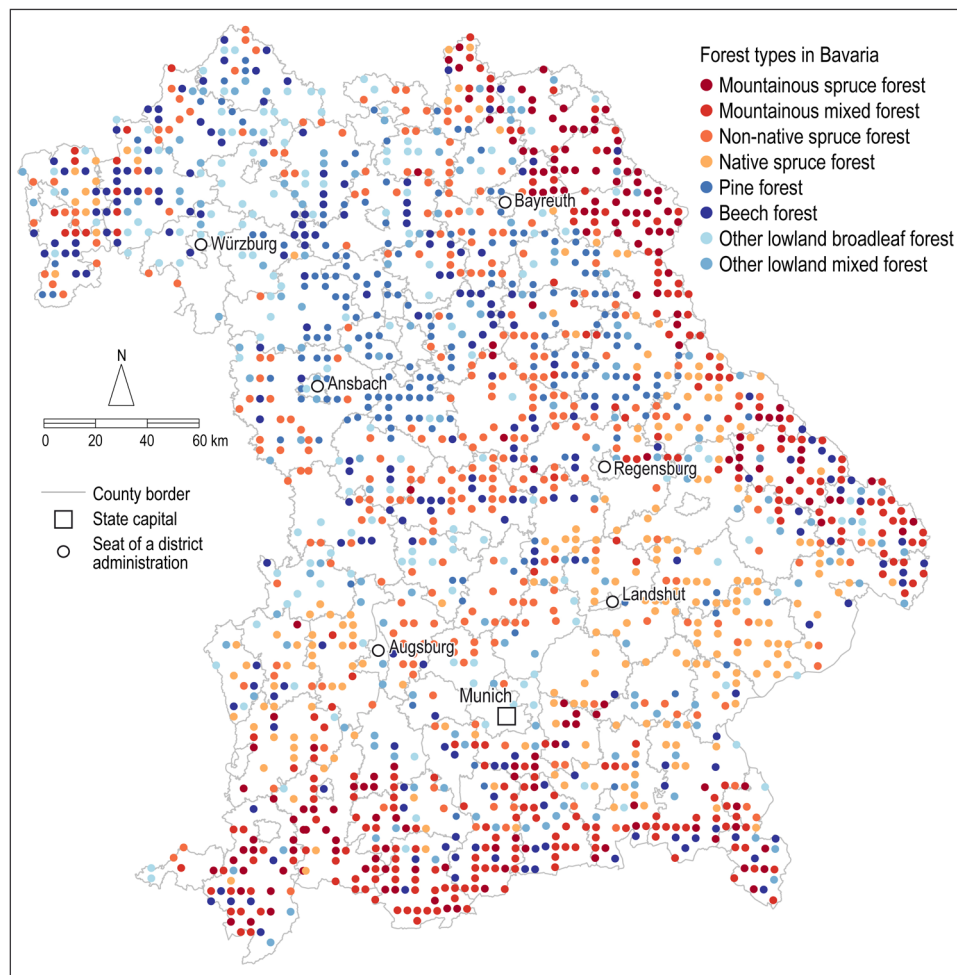 Forest types in Bavaria
Mountainous spruce forest
Mountainous mixed forest
Non-native spruce forest
Native spruce forest
Pine forest
Beech forest
Other lowland broadleaf forest
Other lowland mixed forest
Bayreuth
Würzburg
N
Ansbach
0 20 40 60 km
Regensburg
County border
State capital
Seat of a district
administration
Landshut
Augsburg
Munich